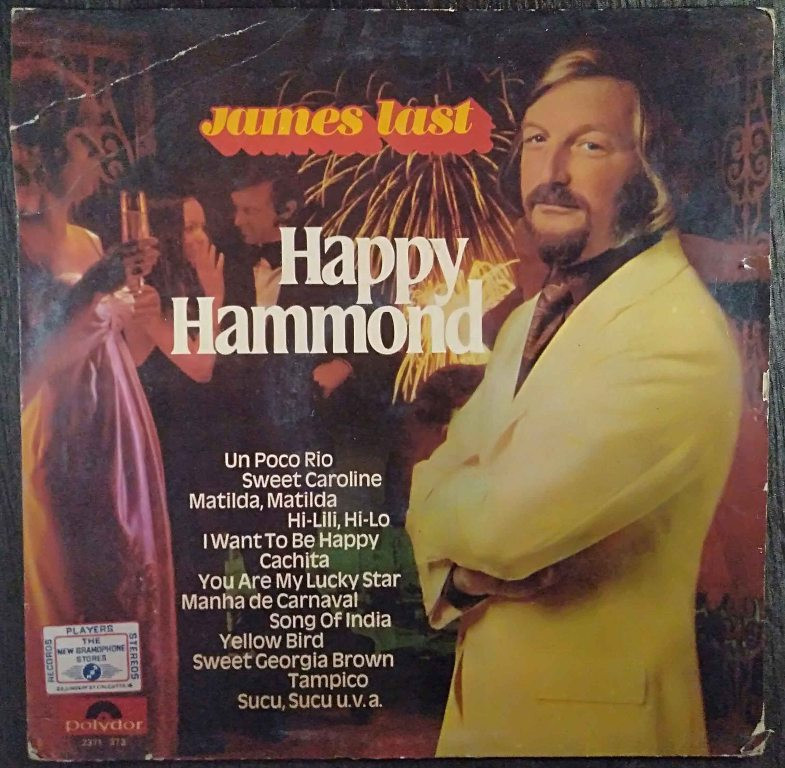 james last
Happy
Hammond
Un Poco Rio
Sweet Caroline
Matilda, Matilda
Hi-Lili, Hi-Lo
I Want To Be Happy
Cachita
You Are My Lucky Star
Manha de Carnaval
Song Of India
Yellow Bird
Sweet Georgia Brown
Tampico
Sucu, Sucu u.v.a.
PLAYERS
RECORDS
THE
NEW GRAMOPHONE
STORES
STEREOS
CALCUTTA
polydor
2371